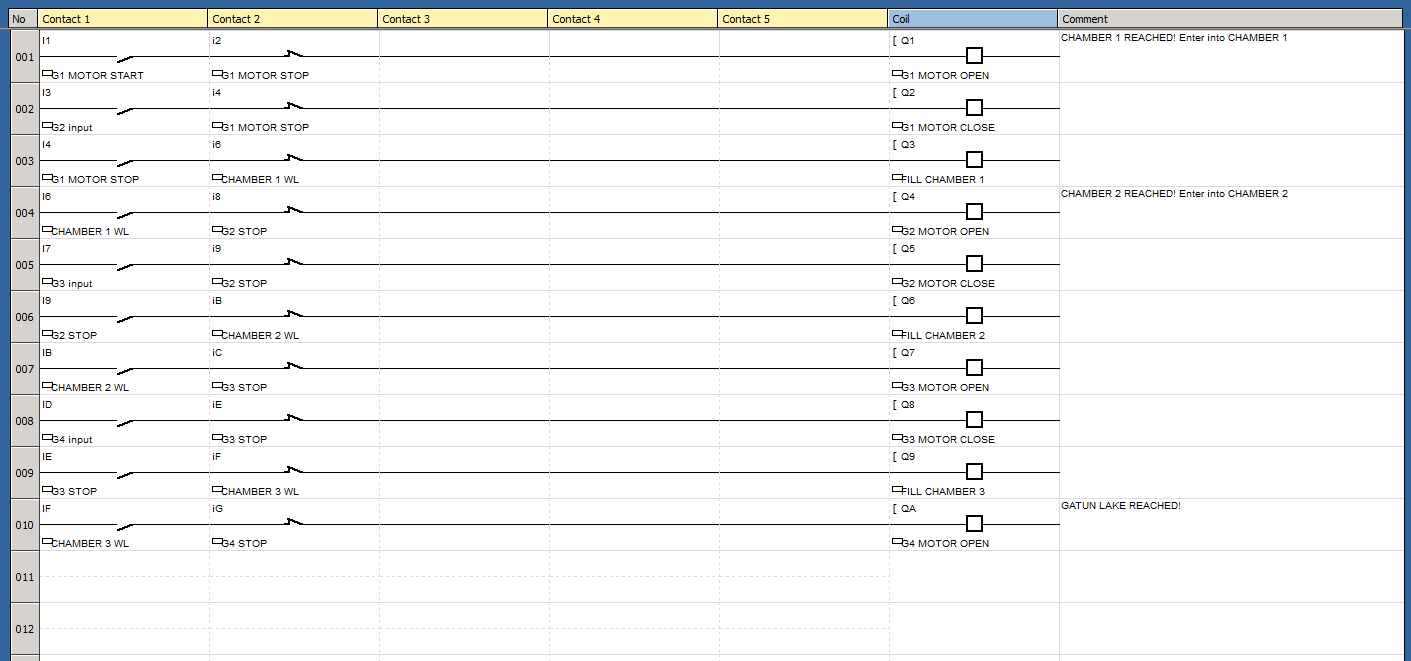 No Contact 1 Contact 2 Contact 3 Contact 4 Contact 5 Coil Comment
I1 i2 [ Q1 CHAMBER 1 REACHED! Enter into CHAMBER 1
001
G1 MOTOR START G1 MOTOR STOP G1 MOTOR OPEN
I3 i4 [ Q2
002
G2 input G1 MOTOR STOP G1 MOTOR CLOSE
I4 i6 [ Q3
003
G1 MOTOR STOP CHAMBER 1 WL FILL CHAMBER 1
I6 i8 [ Q4 CHAMBER 2 REACHED! Enter into CHAMBER 2
004
CHAMBER 1 WL G2 STOP G2 MOTOR OPEN
I7 i9 [ Q5
005
G3 input G2 STOP G2 MOTOR CLOSE
I9 iB [ Q6
006
G2 STOP CHAMBER 2 WL FILL CHAMBER 2
IB iC [ Q7
007
CHAMBER 2 WL G3 STOP G3 MOTOR OPEN
ID iE [ Q8
008
G4 input G3 STOP G3 MOTOR CLOSE
IE iF [ Q9
009
G3 STOP CHAMBER 3 WL FILL CHAMBER 3
IF iG [ QA GATUN LAKE REACHED!
010
CHAMBER 3 WL G4 STOP G4 MOTOR OPEN
011
012